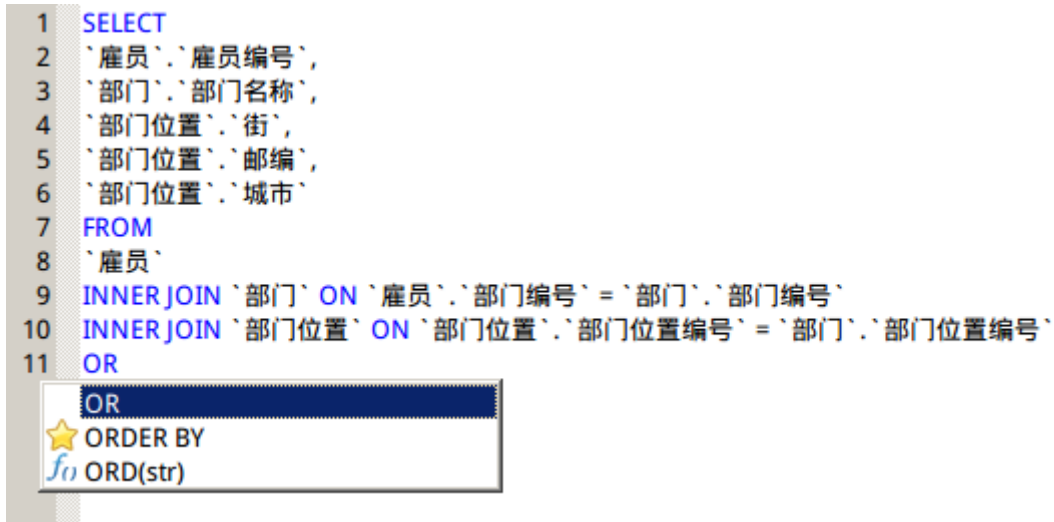 1 SELECT
2 `雇员`.`雇员编号`,
3 `部门`.`部门名称`,
4 `部门位置`.`街`,
5 `部门位置`.`邮编`,
6 `部门位置`.`城市`
7 FROM
8 `雇员`
9 INNER JOIN `部门` ON `雇员`.`部门编号` = `部门`.`部门编号`
10 INNER JOIN `部门位置` ON `部门位置`.`部门位置编号` = `部门`.`部门位置编号`
11 OR
OR
ORDER BY
f() ORD(str)